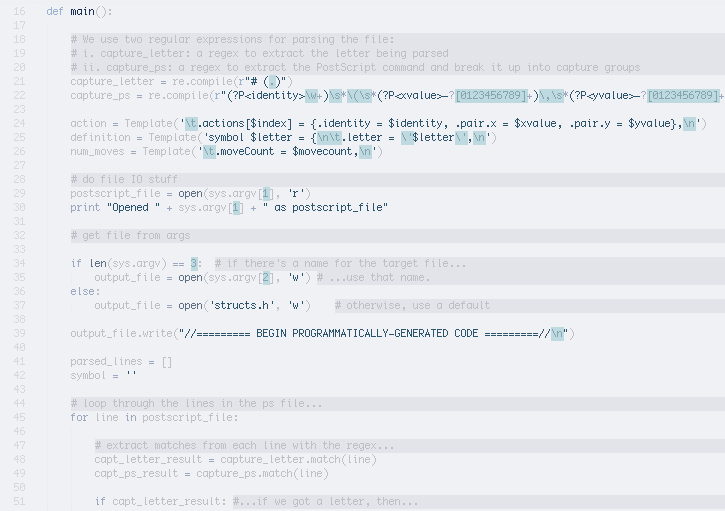 16 def main():
17
18 # We use two regular expressions for parsing the file:
19 # i. capture_letter: a regex to extract the letter being parsed
20 # ii. capture_ps: a regex to extract the PostScript command and break it up into capture groups
21 capture_letter = re.compile(r"# (.)")
22 capture_ps = re.compile(r"(?P<identity>\w+)\s*\(\s*(?P<xvalue>-?[0123456789]+)\,\s*(?P<yvalue>-?[0123456789]+
23
24 action = Template('\t.actions[$index] = {.identity = $identity, .pair.x = $xvalue, .pair.y = $yvalue},\n')
25 definition = Template('symbol $letter = {\n\t.letter = \'$letter\',\n')
26 num_moves = Template('\t.moveCount = $movecount,\n')
27
28 # do file IO stuff
29 postscript_file = open(sys.argv[1], 'r')
30 print "Opened " + sys.argv[1] + " as postscript_file"
31
32 # get file from args
33
34 if len(sys.argv) == 3: # if there's a name for the target file...
35 output_file = open(sys.argv[2], 'w') # ...use that name.
36 else:
37 output_file = open('structs.h', 'w') # otherwise, use a default
38
39 output_file.write("//========= BEGIN PROGRAMMATICALLY-GENERATED CODE =========//\n")
40
41 parsed_lines = []
42 symbol = ''
43
44 # loop through the lines in the ps file...
45 for line in postscript_file:
46
47 # extract matches from each line with the regex...
48 capt_letter_result = capture_letter.match(line)
49 capt_ps_result = capture_ps.match(line)
50
51 if capt_letter_result: #...if we got a letter, then...